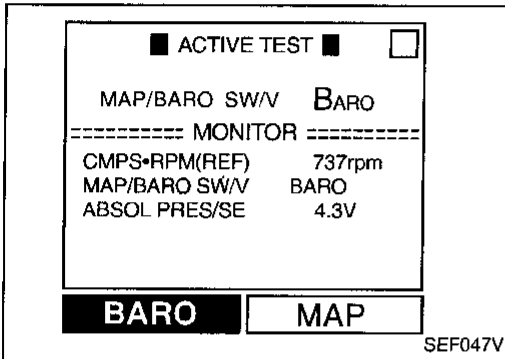 ■ ACTIVE TEST ■
MAP/BARO SW/V BARO
========== MONITOR ==========
CMPS•RPM(REF) 737rpm
MAP/BARO SW/V BARO
ABSOL PRES/SE 4.3V
BARO MAP
SEF047V